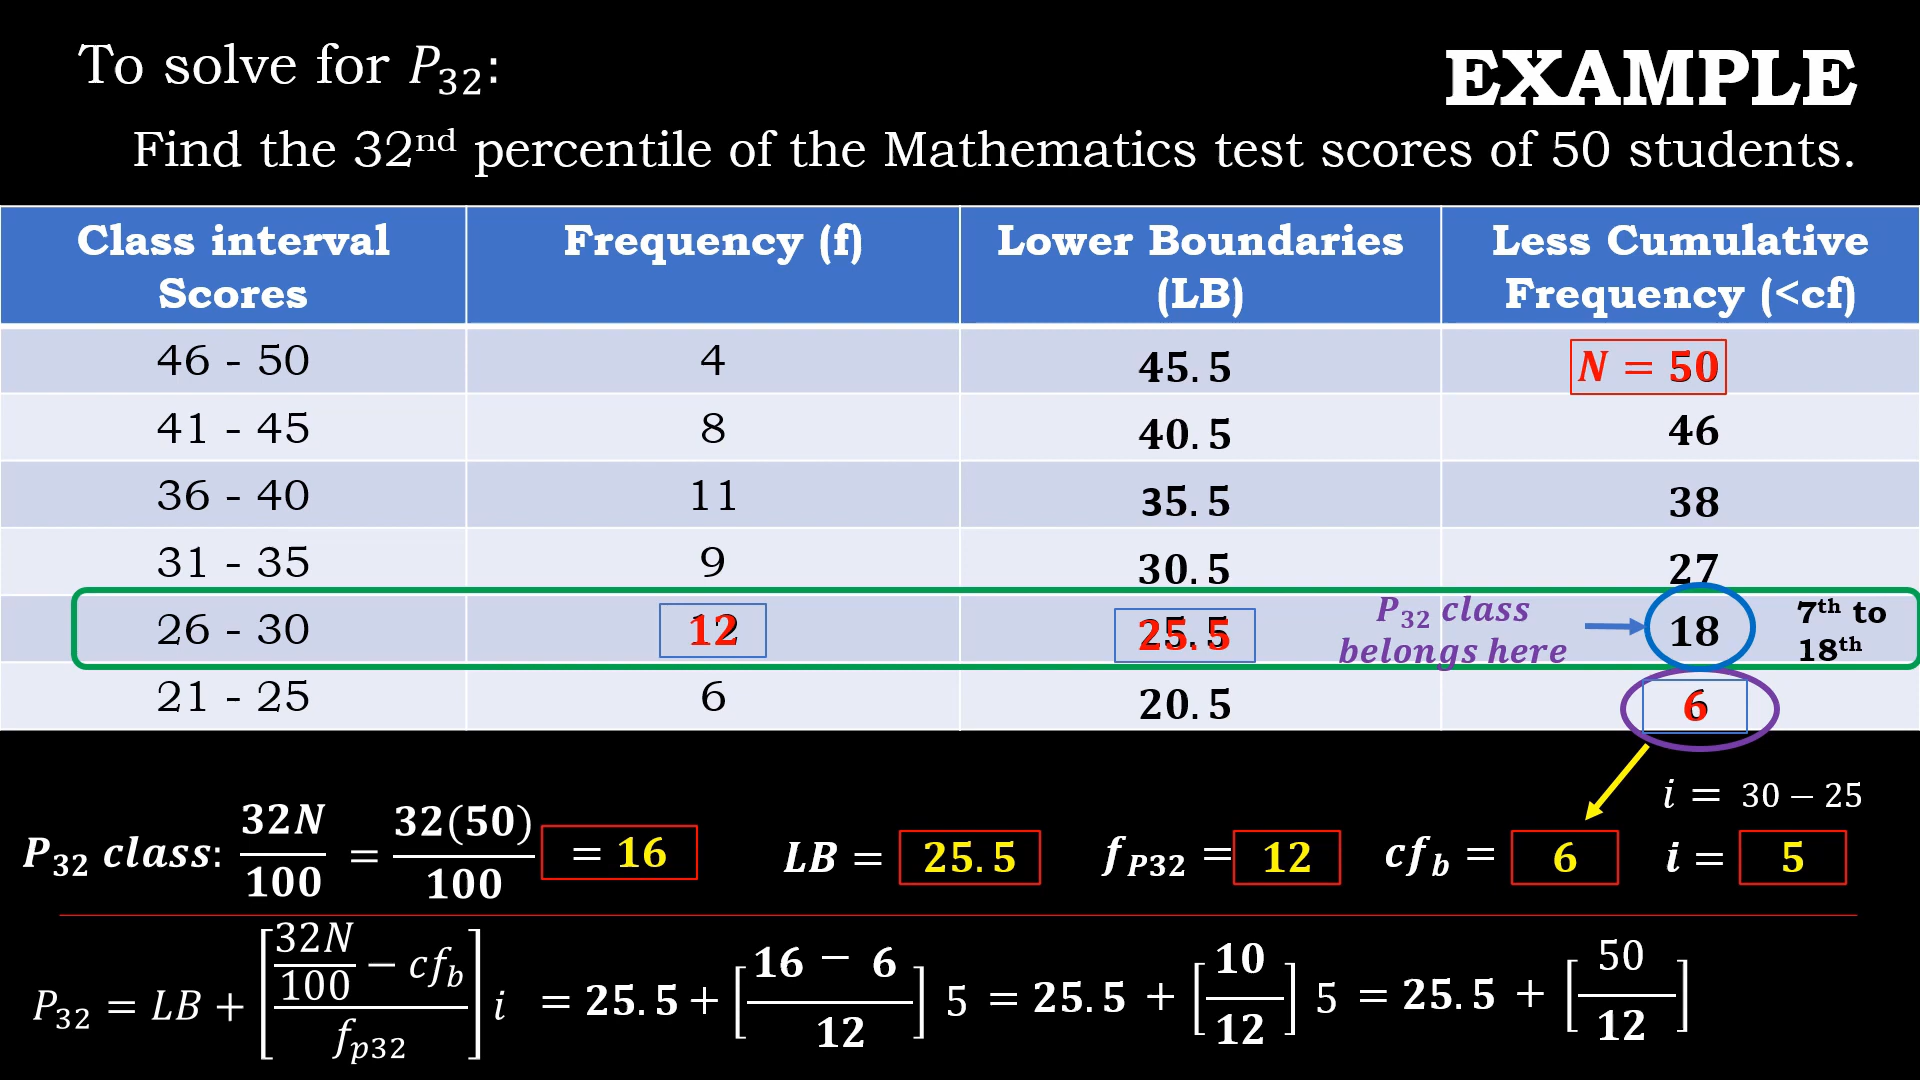 To solve for P₃₂:
EXAMPLE
Find the 32ⁿᵈ percentile of the Mathematics test scores of 50 students.
Class interval Scores | Frequency (f) | Lower Boundaries (LB) | Less Cumulative Frequency (<cf)
46 - 50 | 4 | 45.5 | N = 50
41 - 45 | 8 | 40.5 | 46
36 - 40 | 11 | 35.5 | 38
31 - 35 | 9 | 30.5 | 27
26 - 30 | 12 | 25.5 | P₃₂ class belongs here 18 7ᵗʰ to 18ᵗʰ
21 - 25 | 6 | 20.5 | 6
i = 30 − 25
P₃₂ class: 32N/100 = 32(50)/100 = 16 LB = 25.5 f_P32 = 12 cf_b = 6 i = 5
P₃₂ = LB + [(32N/100 − cf_b)/f_p32] i = 25.5 + [(16 − 6)/12] 5 = 25.5 + [10/12] 5 = 25.5 + [50/12]